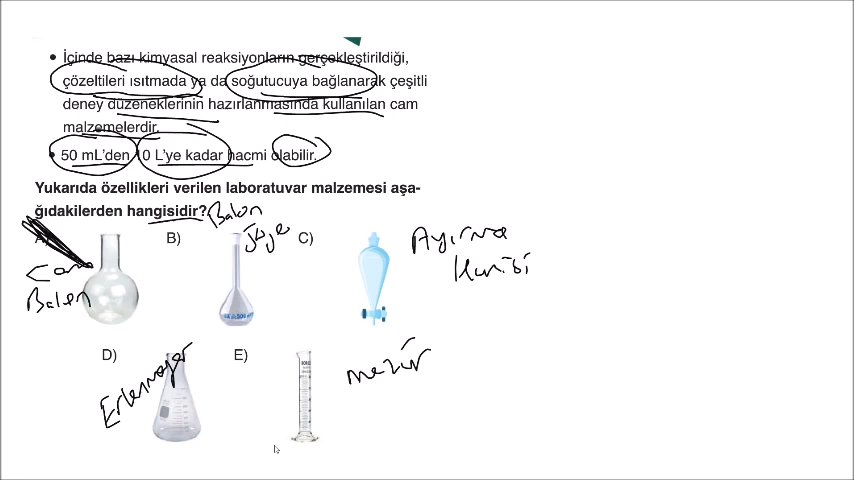 • İçinde bazı kimyasal reaksiyonların gerçekleştirildiği,
çözeltileri ısıtmada ya da soğutucuya bağlanarak çeşitli
deney düzeneklerinin hazırlanmasında kullanılan cam
malzemelerdir.
• 50 mL'den 10 L'ye kadar hacmi olabilir.
Yukarıda özellikleri verilen laboratuvar malzemesi aşa-
ğıdakilerden hangisidir?
Balon
A) B) joje C) Ayırma
Hunisi
Cam
Balon
D) E)
Erlenmayer
mezür